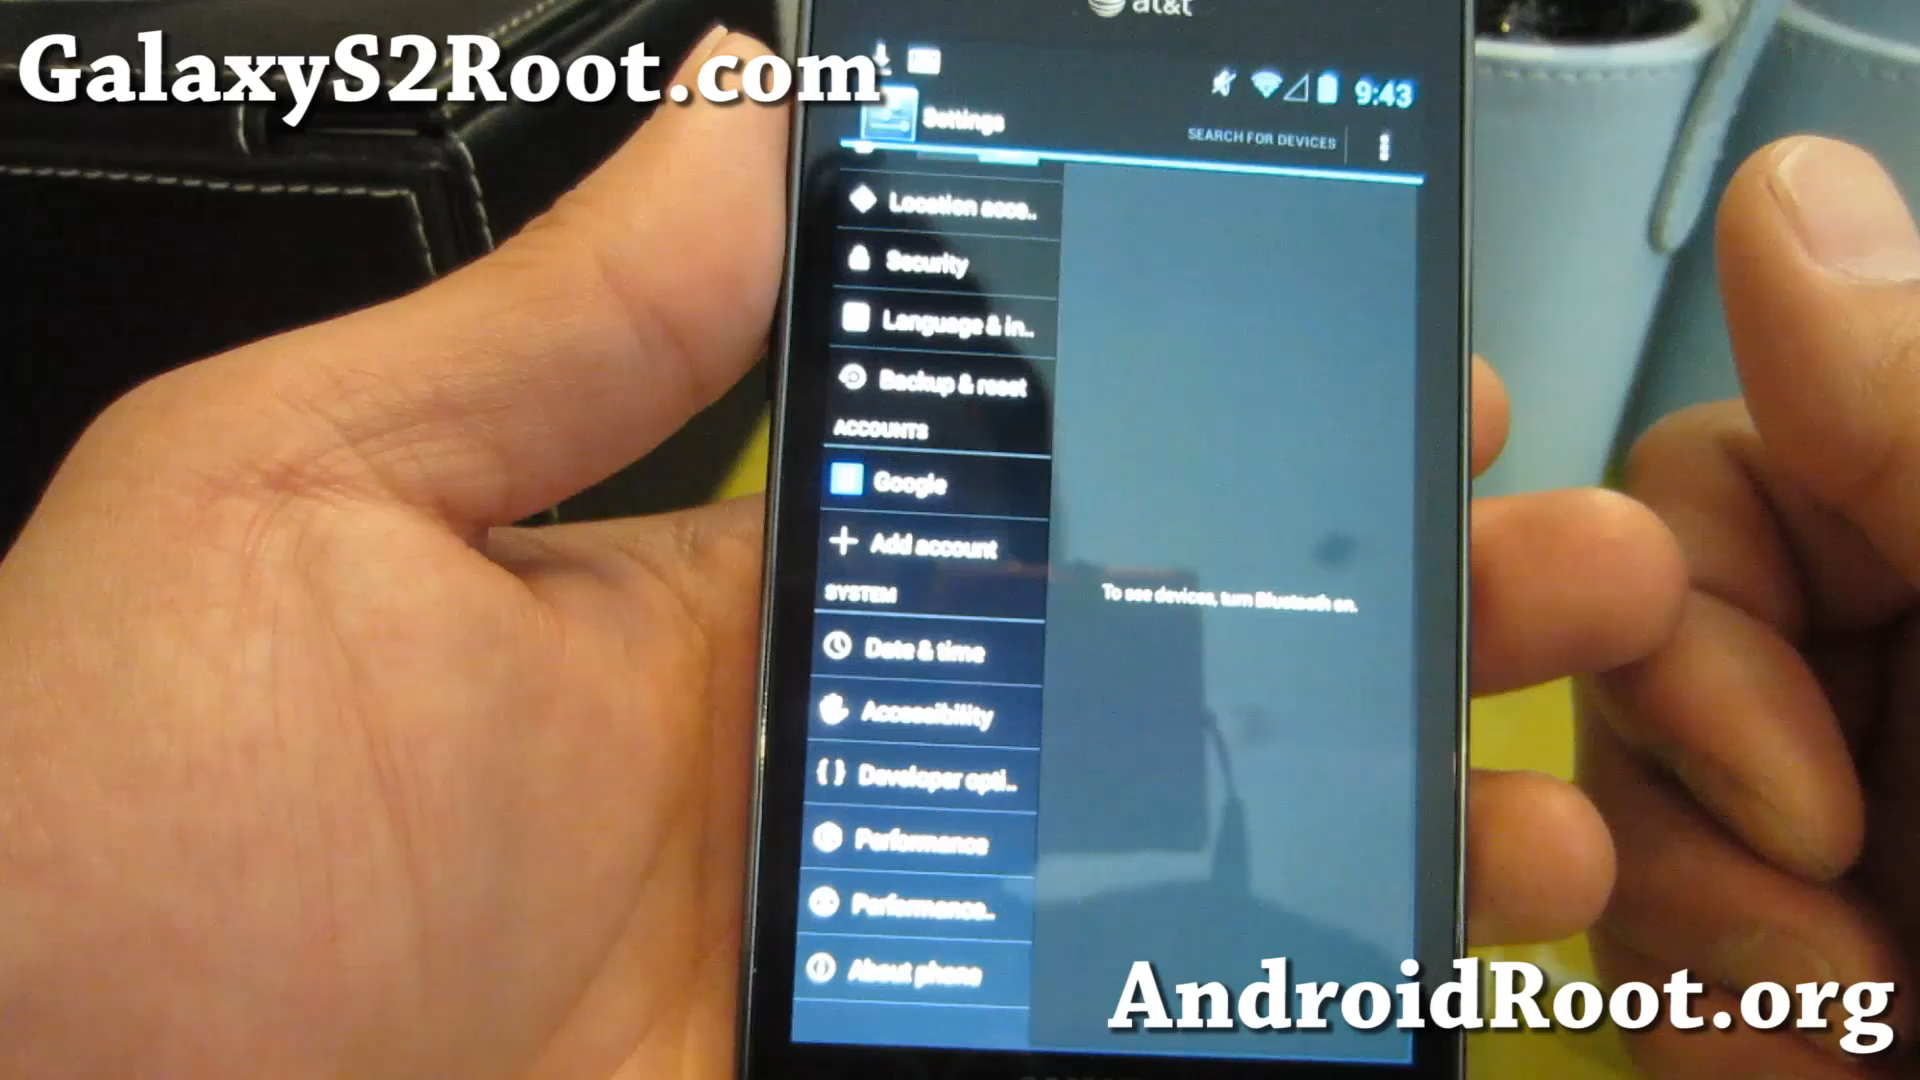 at&t
GalaxyS2Root.com
9:43
Settings
SEARCH FOR DEVICES
Location acce..
Security
Language & in..
Backup & reset
ACCOUNTS
Google
Add account
To see devices, turn Bluetooth on.
SYSTEM
Date & time
Accessibility
{ } Developer opti..
Performance
Performance..
About phone
AndroidRoot.org